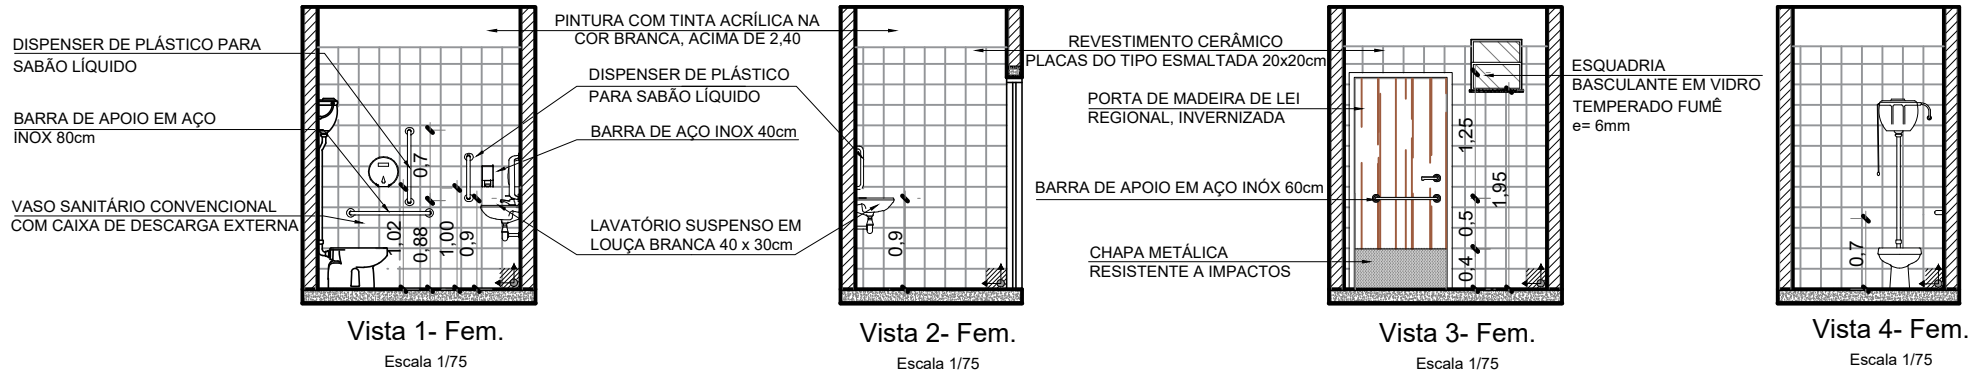 DISPENSER DE PLÁSTICO PARA
SABÃO LÍQUIDO
BARRA DE APOIO EM AÇO
INOX 80cm
VASO SANITÁRIO CONVENCIONAL
COM CAIXA DE DESCARGA EXTERNA
0,7
1,02
0,88
1,00
0,9
Vista 1- Fem.
Escala 1/75
PINTURA COM TINTA ACRÍLICA NA
COR BRANCA, ACIMA DE 2,40
DISPENSER DE PLÁSTICO
PARA SABÃO LÍQUIDO
BARRA DE AÇO INOX 40cm
LAVATÓRIO SUSPENSO EM
LOUÇA BRANCA 40 x 30cm
0,9
Vista 2- Fem.
Escala 1/75
REVESTIMENTO CERÂMICO
PLACAS DO TIPO ESMALTADA 20x20cm
PORTA DE MADEIRA DE LEI
REGIONAL, INVERNIZADA
BARRA DE APOIO EM AÇO INÓX 60cm
CHAPA METÁLICA
RESISTENTE A IMPACTOS
1,25
1,95
0,5
0,4
Vista 3- Fem.
Escala 1/75
ESQUADRIA
BASCULANTE EM VIDRO
TEMPERADO FUMÊ
e= 6mm
0,7
Vista 4- Fem.
Escala 1/75